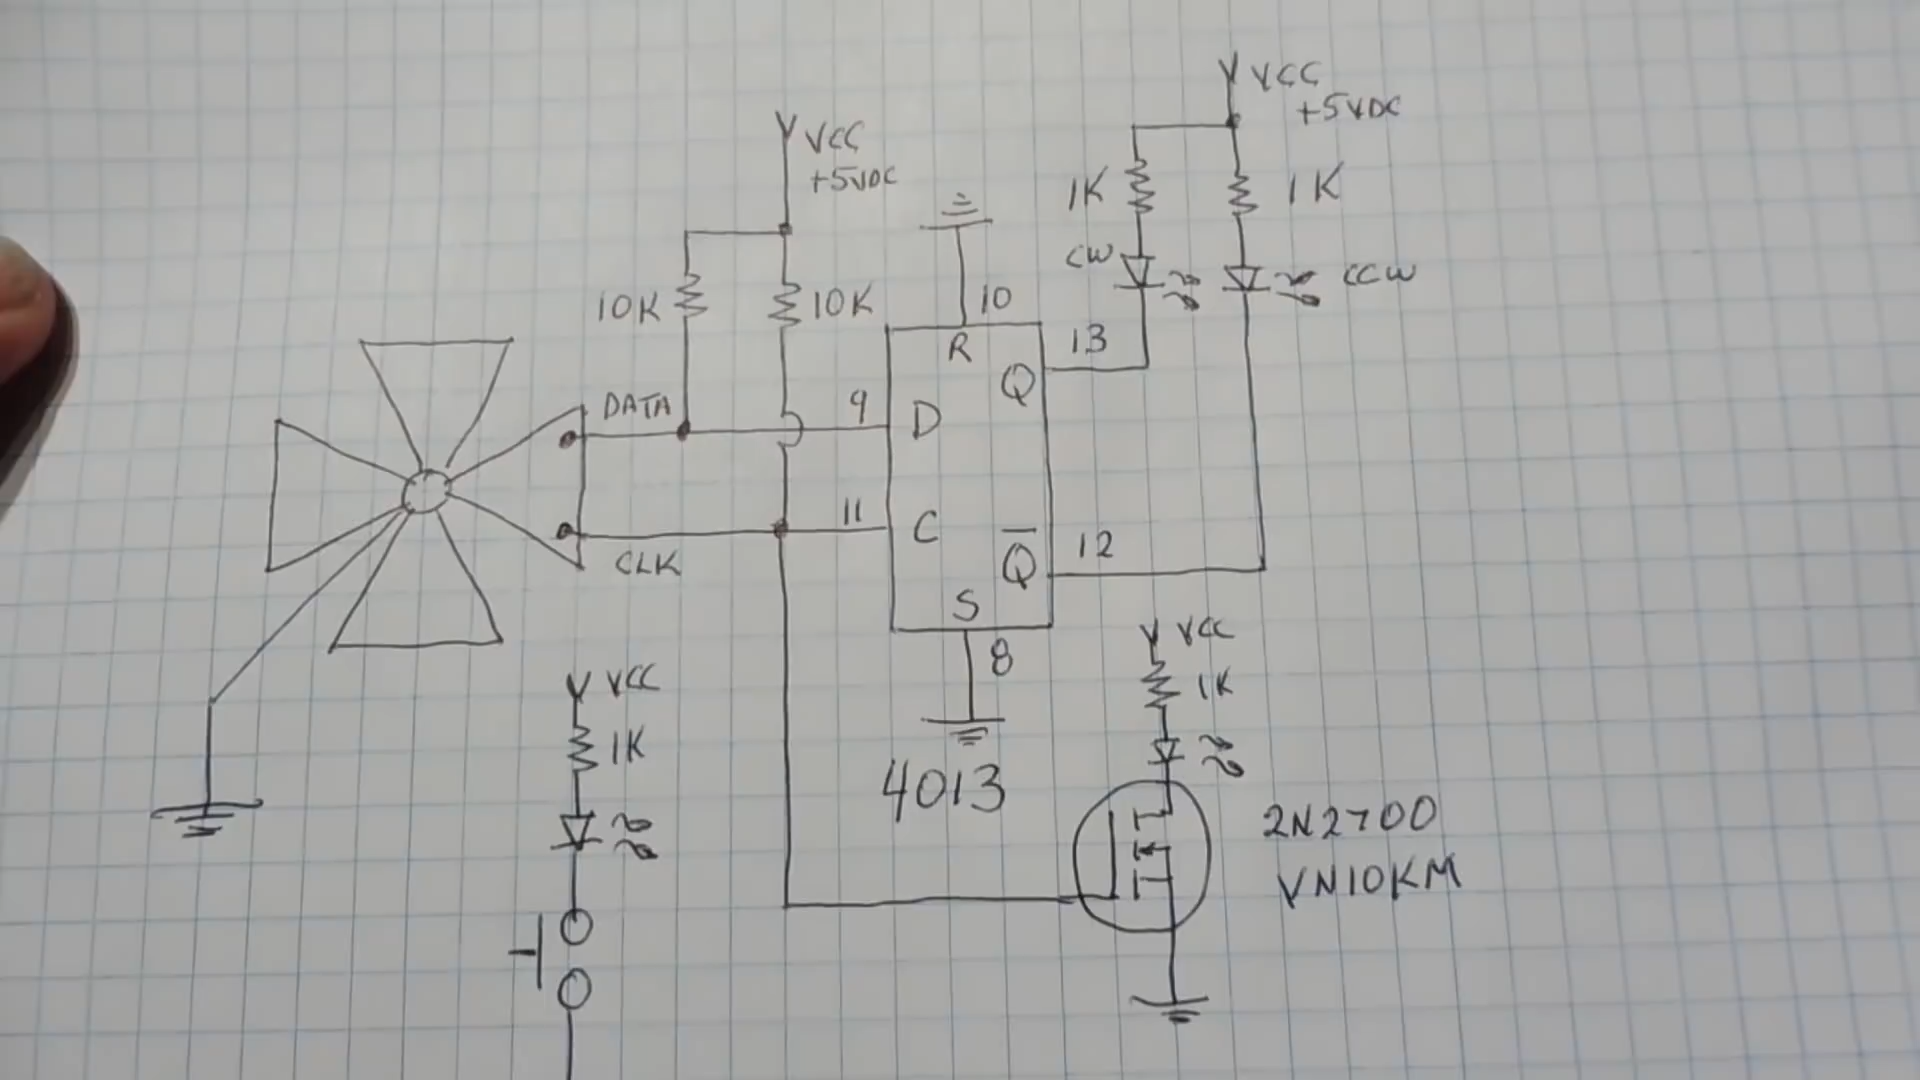 VCC
+5VDC
VCC
+5VDC
1K
1K
10
CW
CCW
10K
10K
13
R
Q
DATA
9
D
11
C
CLK
Q̅
12
S
8
VCC
1K
VCC
1K
4013
2N2700
VN10KM